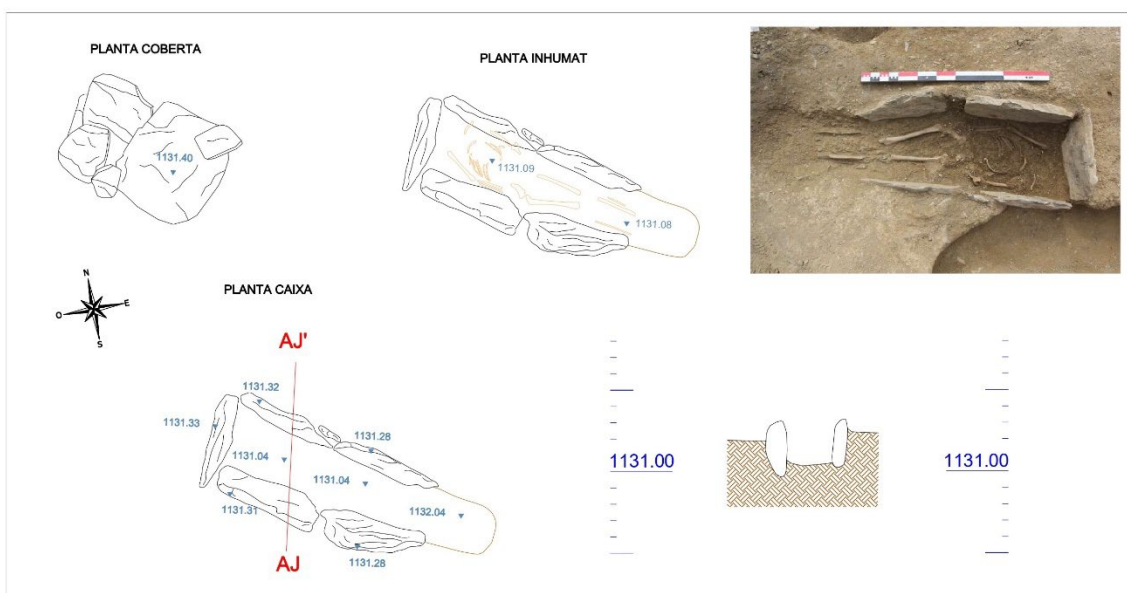 PLANTA COBERTA
1131.40
PLANTA INHUMAT
1131.09
1131.08
N
O
E
S
PLANTA CAIXA
AJ'
1131.32
1131.33
1131.28
1131.04
1131.04
1131.31
1132.04
1131.28
AJ
1131.00
1131.00